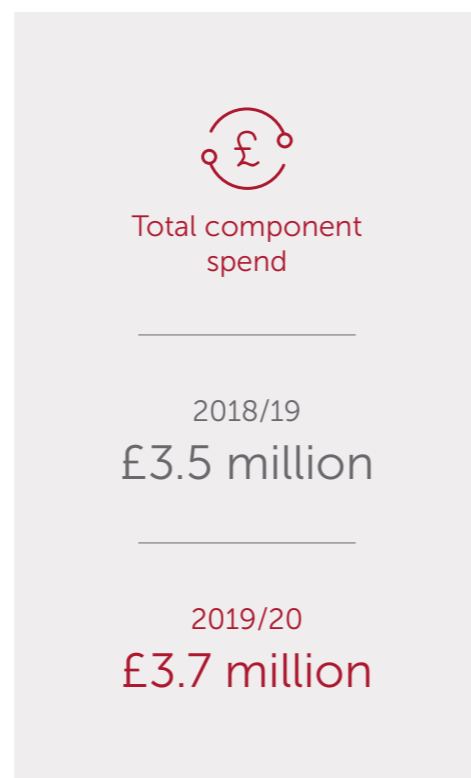 £
Total component
spend
2018/19
£3.5 million
2019/20
£3.7 million